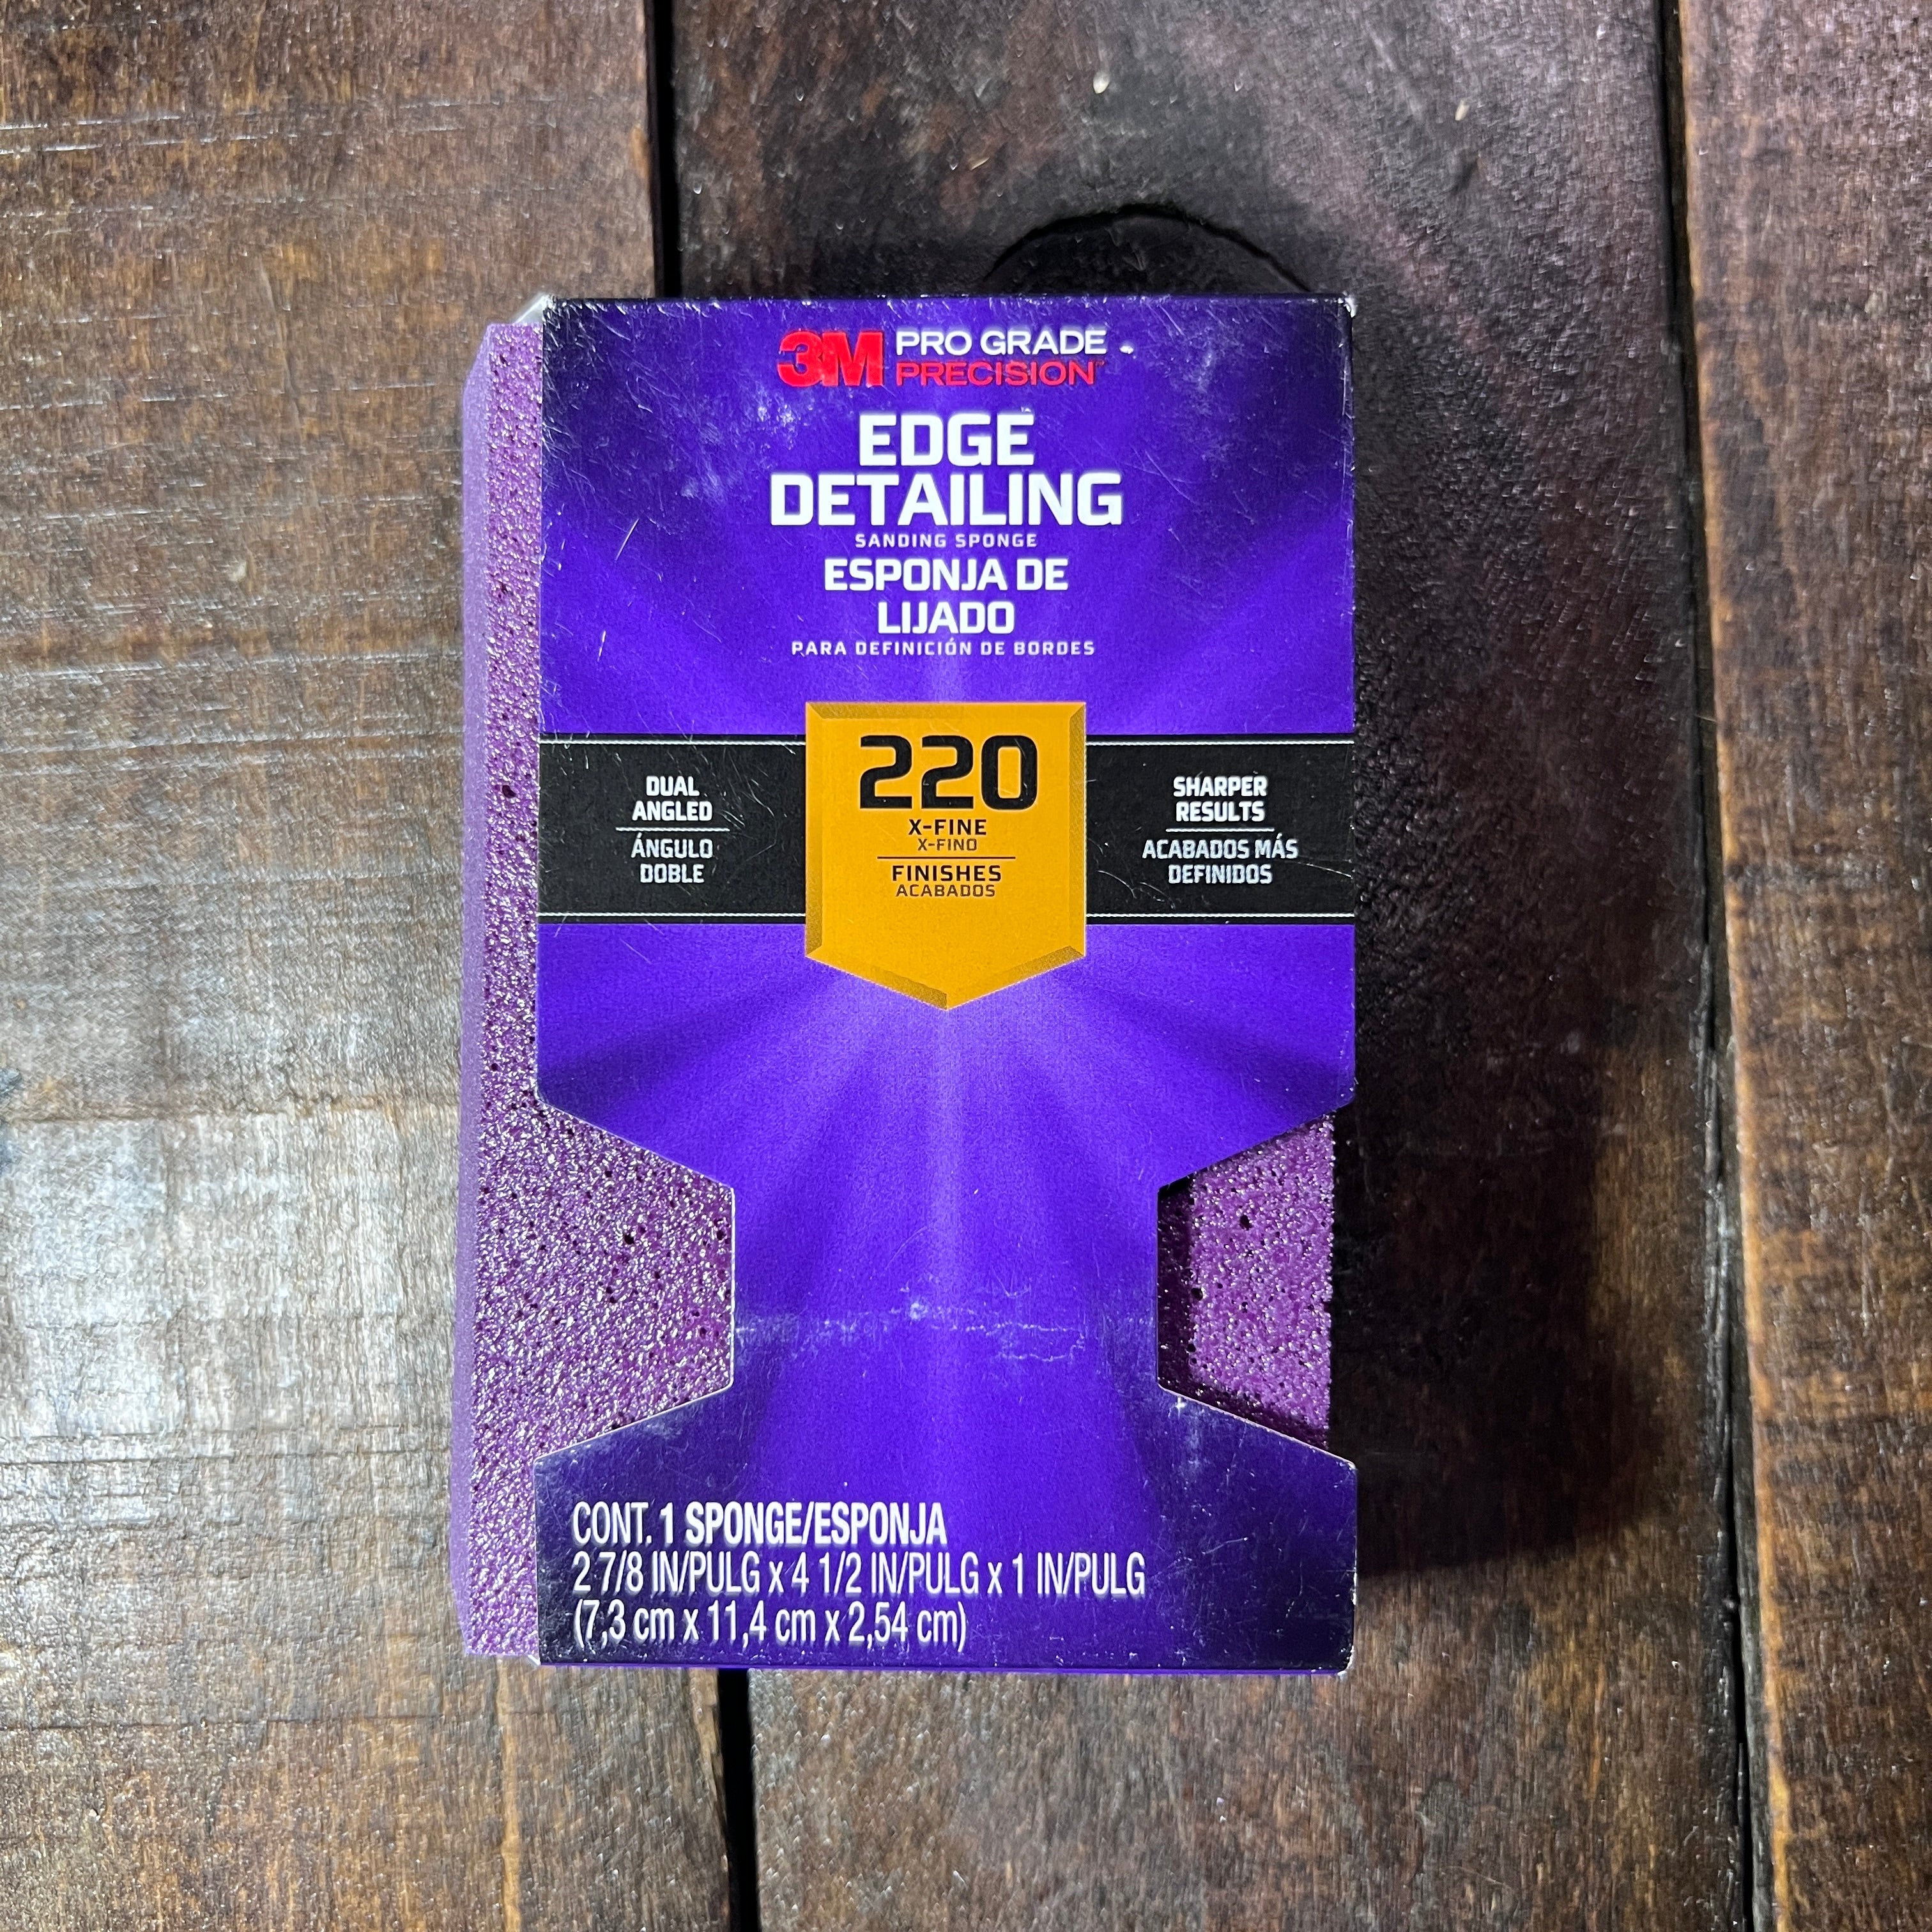 3M PRO GRADE
PRECISION™
EDGE
DETAILING
SANDING SPONGE
ESPONJA DE
LIJADO
PARA DEFINICIÓN DE BORDES
DUAL
ANGLED
ÁNGULO
DOBLE
220
X-FINE
X-FINO
FINISHES
ACABADOS
SHARPER
RESULTS
ACABADOS MÁS
DEFINIDOS
CONT. 1 SPONGE/ESPONJA
2 7/8 IN/PULG x 4 1/2 IN/PULG x 1 IN/PULG
(7,3 cm x 11,4 cm x 2,54 cm)